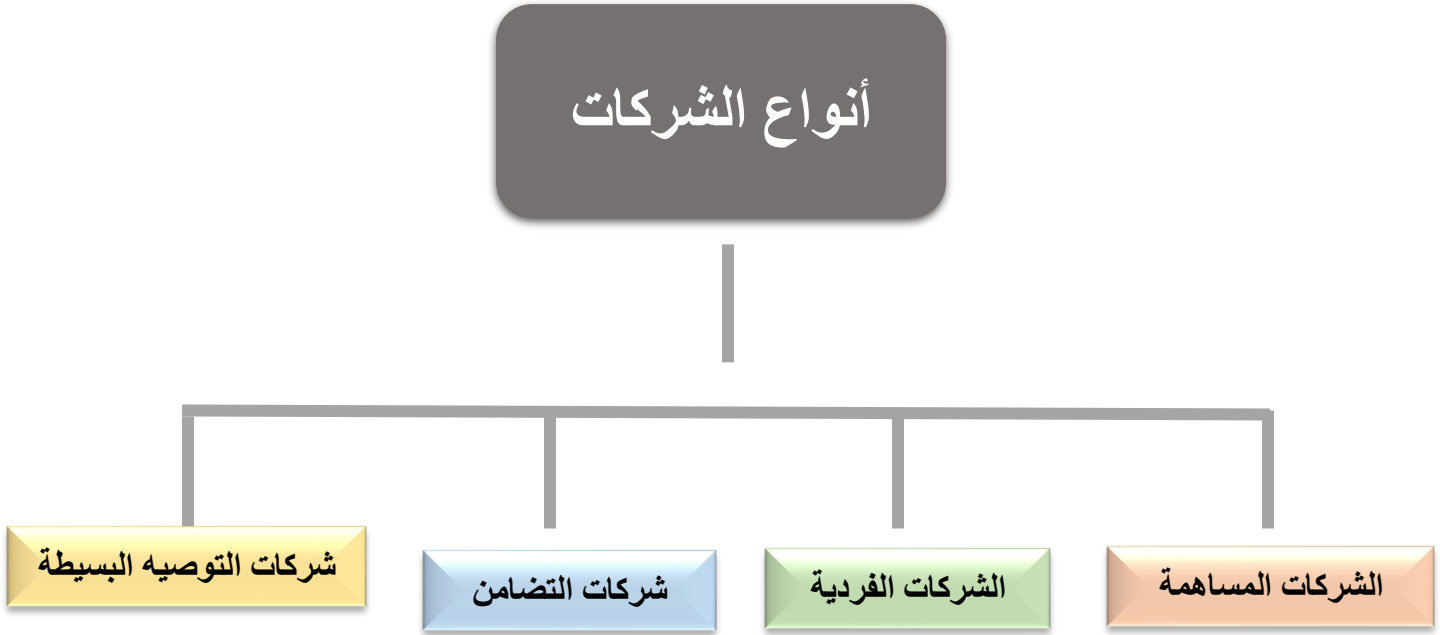 أنواع الشركات
الشركات المساهمة
الشركات الفردية
شركات التضامن
شركات التوصيه البسيطة